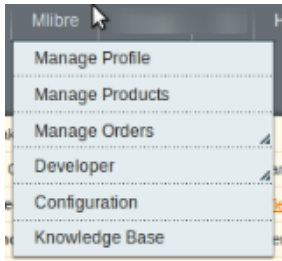 Mlibre
Manage Profile
Manage Products
Manage Orders
Developer
Configuration
Knowledge Base